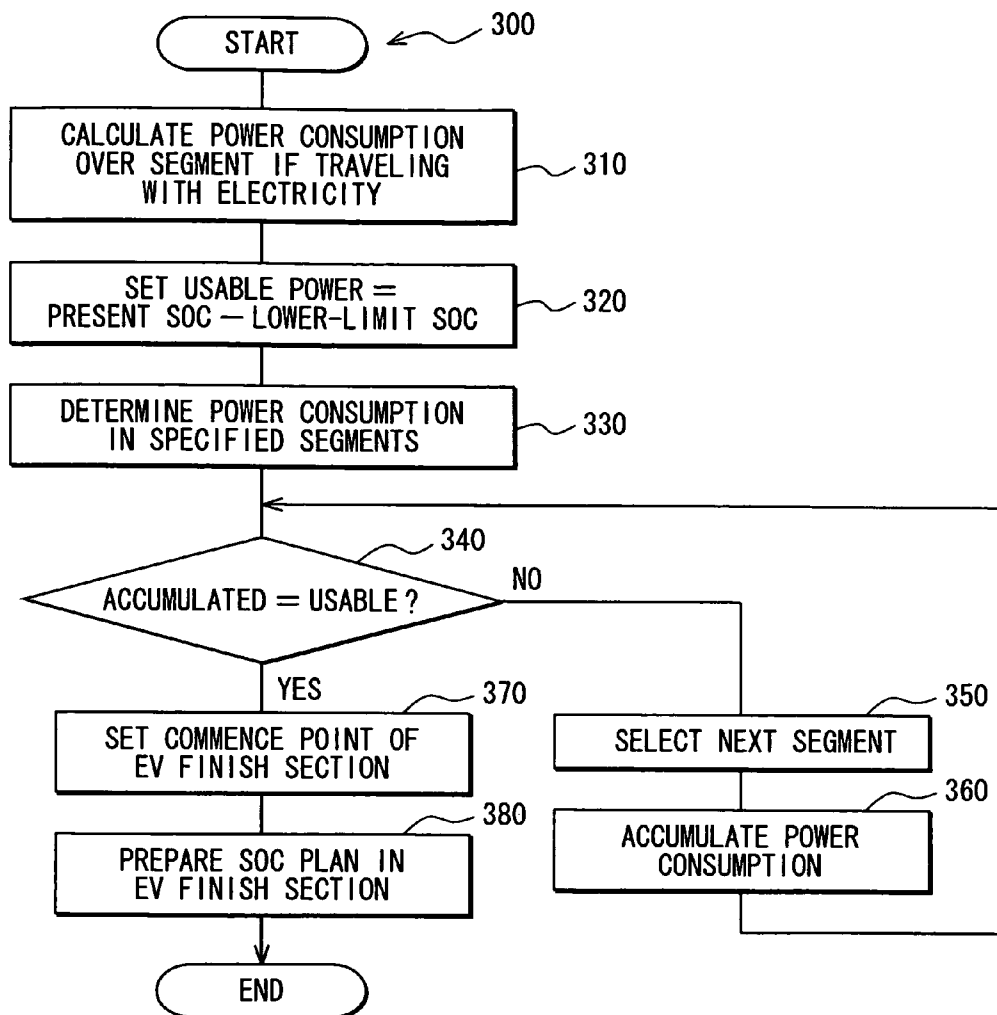 START
300
CALCULATE POWER CONSUMPTION
OVER SEGMENT IF TRAVELING
WITH ELECTRICITY
310
SET USABLE POWER =
PRESENT SOC – LOWER-LIMIT SOC
320
DETERMINE POWER CONSUMPTION
IN SPECIFIED SEGMENTS
330
340
ACCUMULATED = USABLE ?
NO
YES
370
SET COMMENCE POINT OF
EV FINISH SECTION
350
SELECT NEXT SEGMENT
380
PREPARE SOC PLAN IN
EV FINISH SECTION
360
ACCUMULATE POWER
CONSUMPTION
END